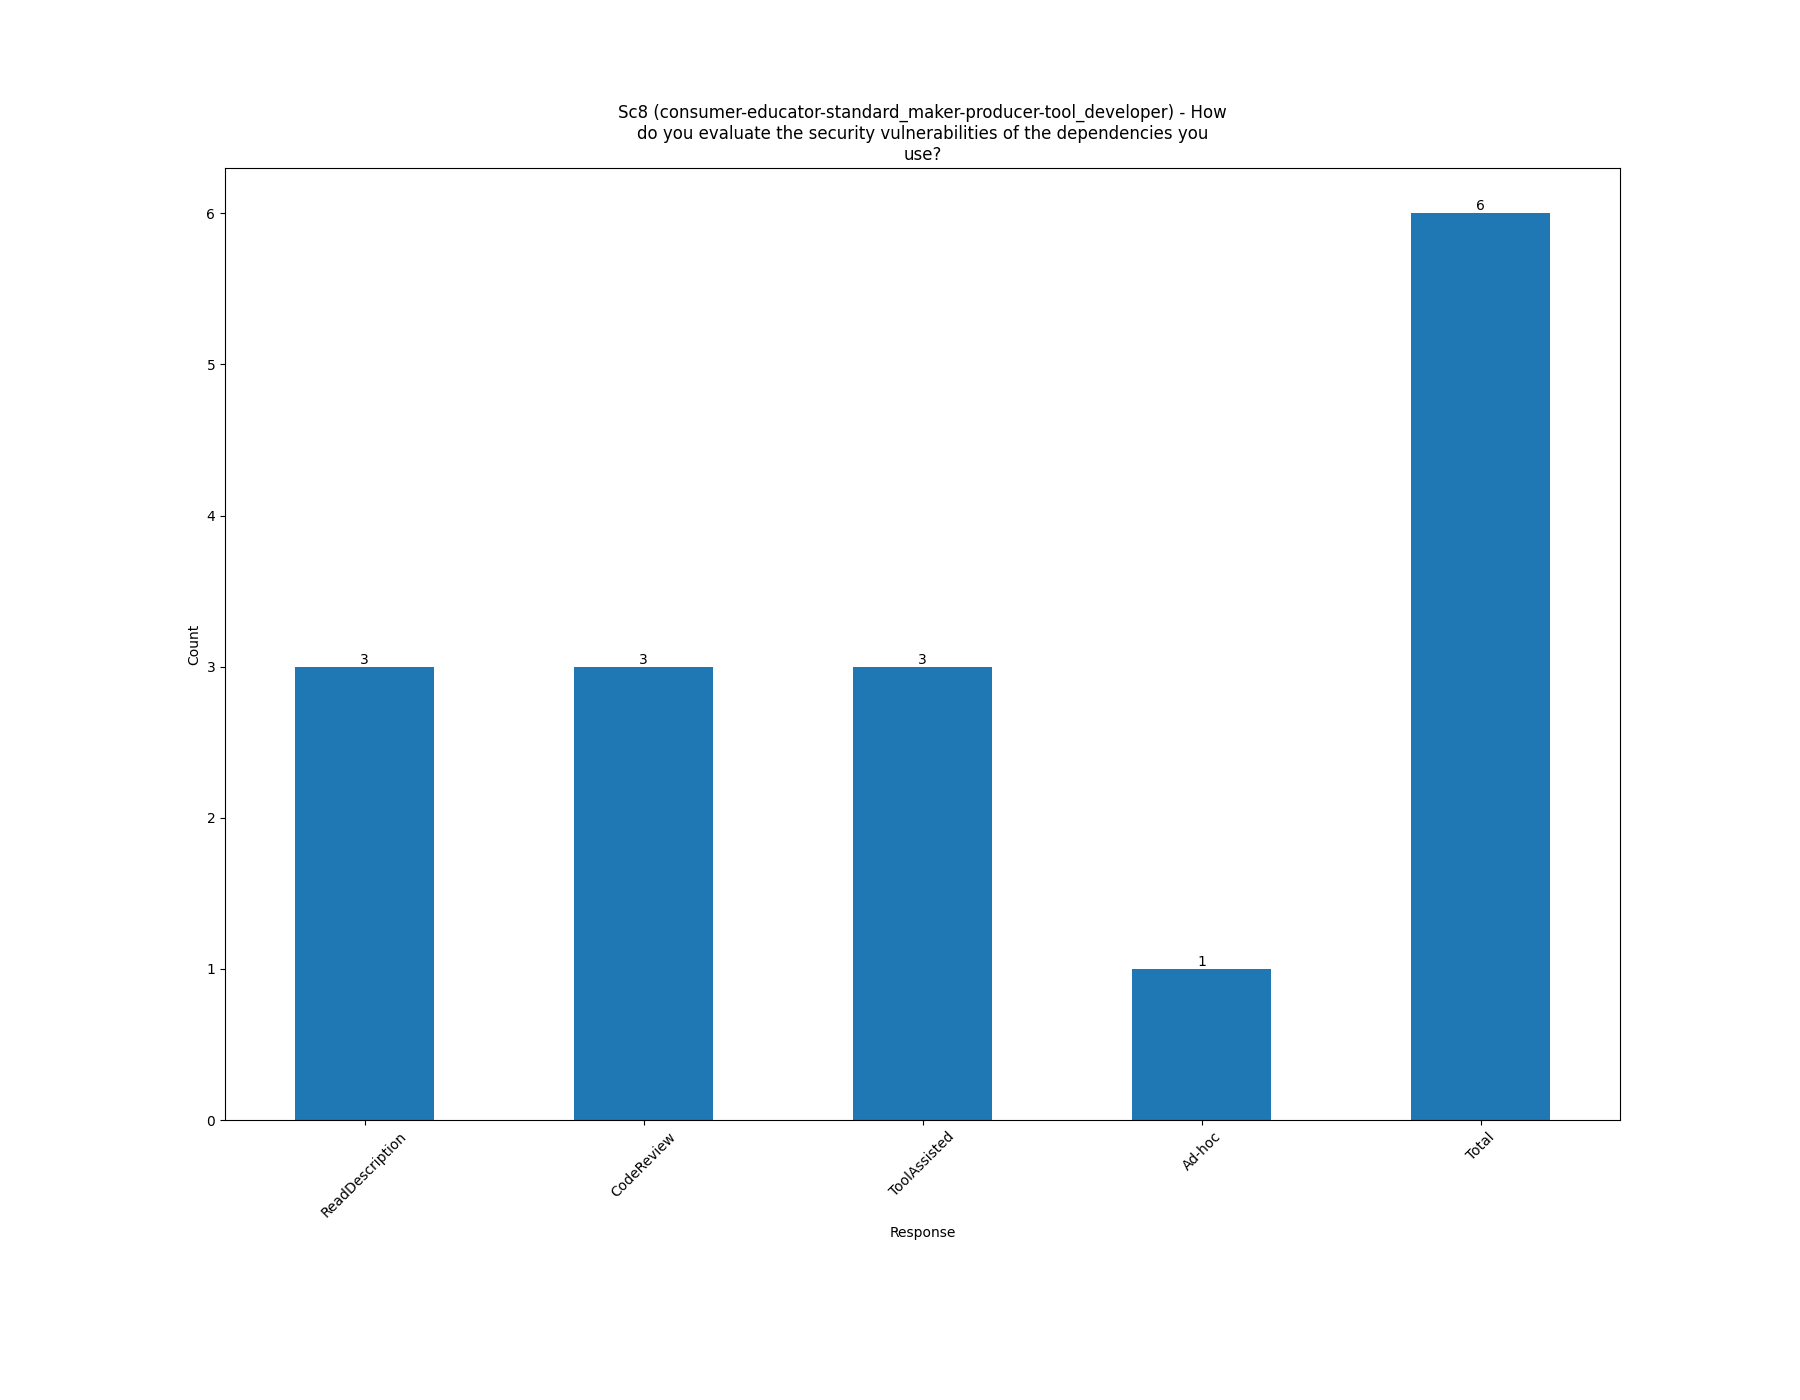 Sc8 (consumer-educator-standard_maker-producer-tool_developer) - How
do you evaluate the security vulnerabilities of the dependencies you
use?
6
5
4
3
2
1
0
Count
3
3
3
1
6
ReadDescription
CodeReview
ToolAssisted
Ad-hoc
Total
Response